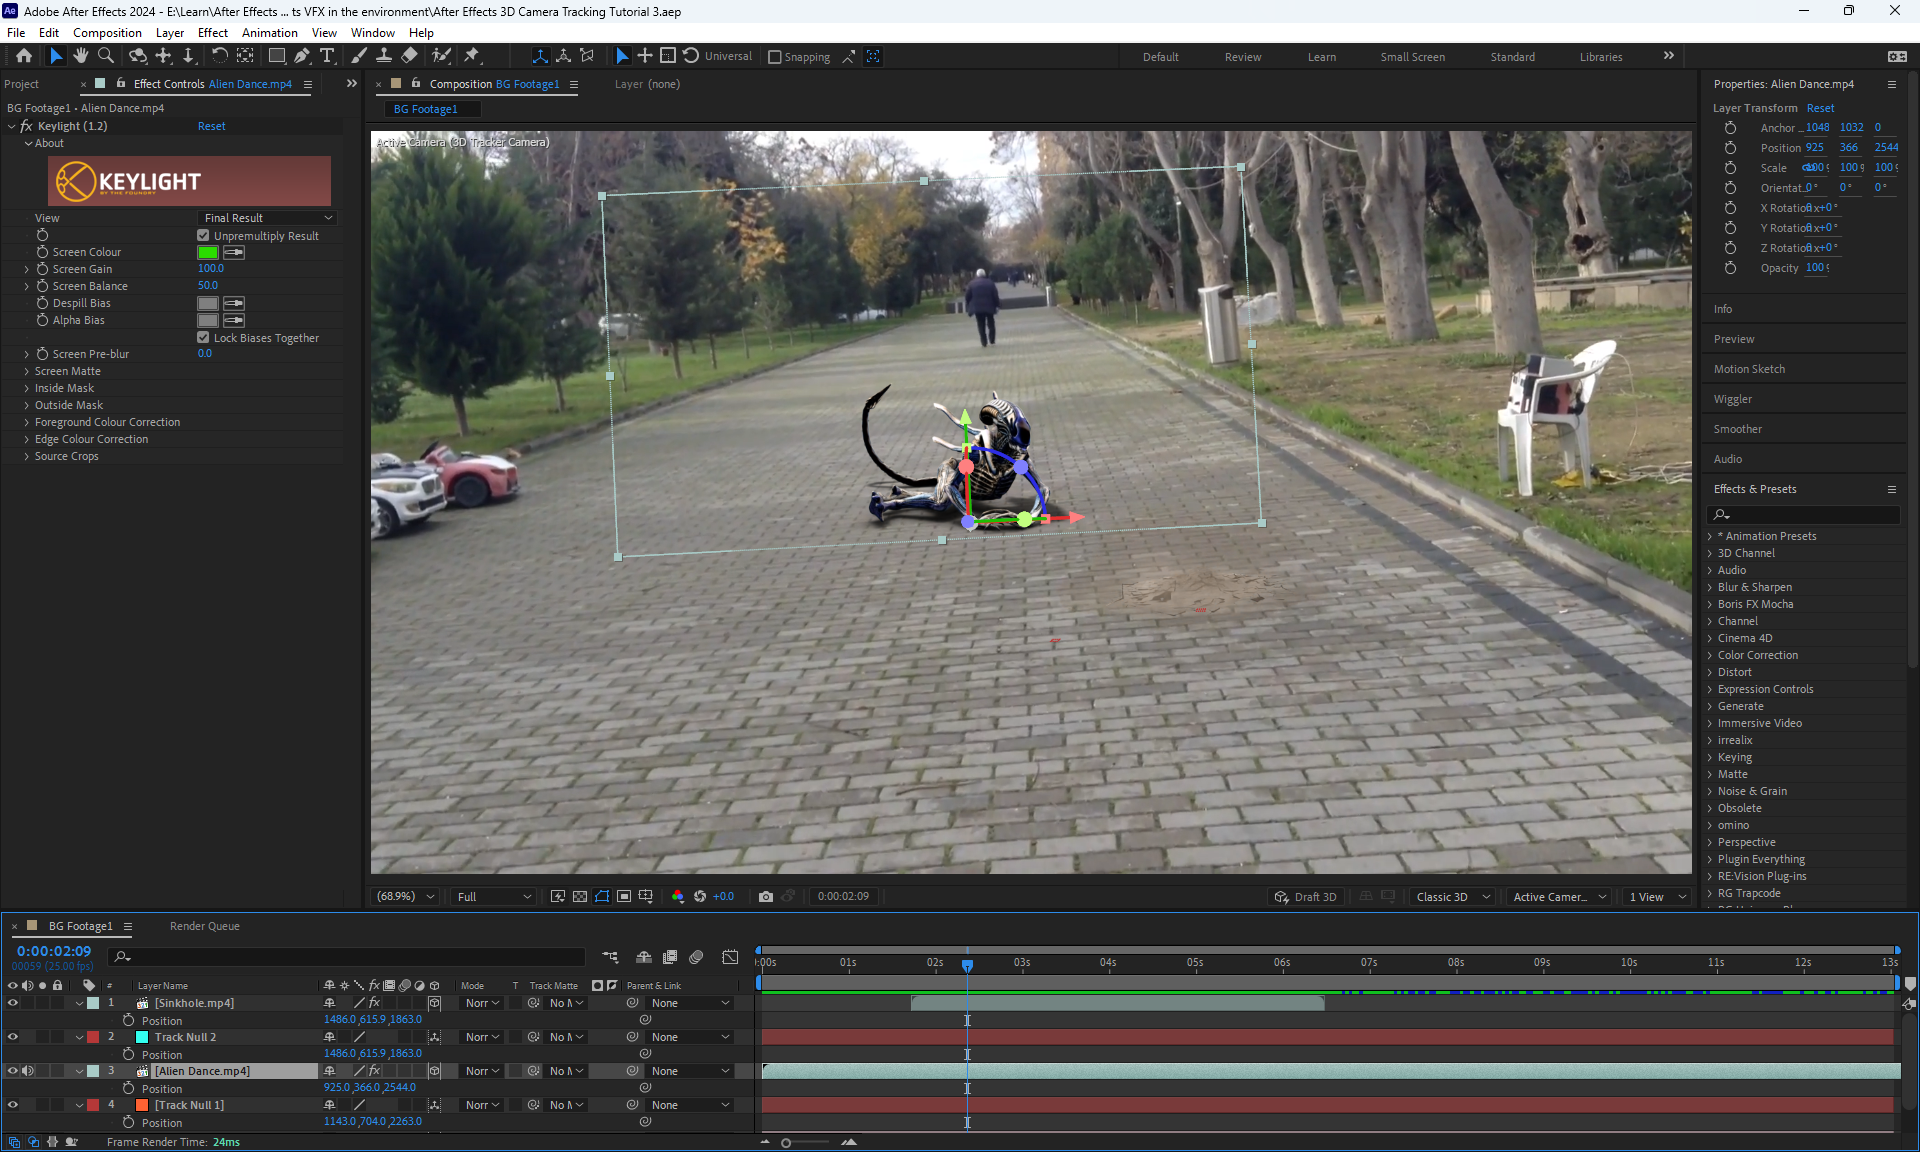 Adobe After Effects 2024 - E:\Learn\After Effects ... ts VFX in the environment\After Effects 3D Camera Tracking Tutorial 3.aep
File Edit Composition Layer Effect Animation View Window Help
Universal Snapping Default Review Learn Small Screen Standard Libraries
Project Effect Controls Alien Dance.mp4
BG Footage1 • Alien Dance.mp4
fx Keylight (1.2) Reset
About
KEYLIGHT
BY THE FOUNDRY
View Final Result
Unpremultiply Result
Screen Colour
Screen Gain 100.0
Screen Balance 50.0
Despill Bias
Alpha Bias
Lock Biases Together
Screen Pre-blur 0.0
Screen Matte
Inside Mask
Outside Mask
Foreground Colour Correction
Edge Colour Correction
Source Crops
Composition BG Footage1 Layer (none)
BG Footage1
Active Camera (3D Tracker Camera)
(68.9%) Full +0.0 0:00:02:09 Draft 3D Classic 3D Active Camer... 1 View
Properties: Alien Dance.mp4
Layer Transform Reset
Anchor ... 1048 1032 0
Position 925 366 2544
Scale 100 100 100
Orientat... 0° 0° 0°
X Rotation 0x+0°
Y Rotation 0x+0°
Z Rotation 0x+0°
Opacity 100
Info
Preview
Motion Sketch
Wiggler
Smoother
Audio
Effects & Presets
* Animation Presets
3D Channel
Audio
Blur & Sharpen
Boris FX Mocha
Channel
Cinema 4D
Color Correction
Distort
Expression Controls
Generate
Immersive Video
irrealix
Keying
Matte
Noise & Grain
Obsolete
omino
Perspective
Plugin Everything
RE:Vision Plug-ins
RG Trapcode
BG Footage1 Render Queue
0:00:02:09
00059 (25.00 fps)
:00s 01s 02s 03s 04s 05s 06s 07s 08s 09s 10s 11s 12s 13s
# Layer Name fx Mode T Track Matte Parent & Link
1 [Sinkhole.mp4] fx Norr No M None
Position 1486.0,615.9,1863.0
2 Track Null 2 Norr No M None
Position 1486.0,615.9,1863.0
3 [Alien Dance.mp4] fx Norr No M None
Position 925.0,366.0,2544.0
4 [Track Null 1] Norr No M None
Position 1143.0,704.0,2263.0
Frame Render Time: 24ms